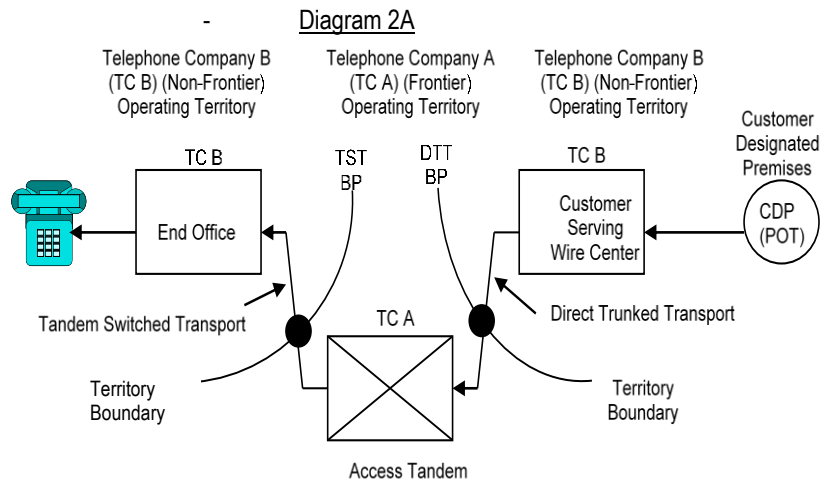 -
Diagram 2A
Telephone Company B
(TC B) (Non-Frontier)
Operating Territory
Telephone Company A
(TC A) (Frontier)
Operating Territory
Telephone Company B
(TC B) (Non-Frontier)
Operating Territory
Customer
Designated
Premises
TC B
TST
BP
DTT
BP
TC B
End Office
Customer
Serving
Wire Center
CDP
(POT)
Tandem Switched Transport
TC A
Direct Trunked Transport
Territory
Boundary
Territory
Boundary
Access Tandem